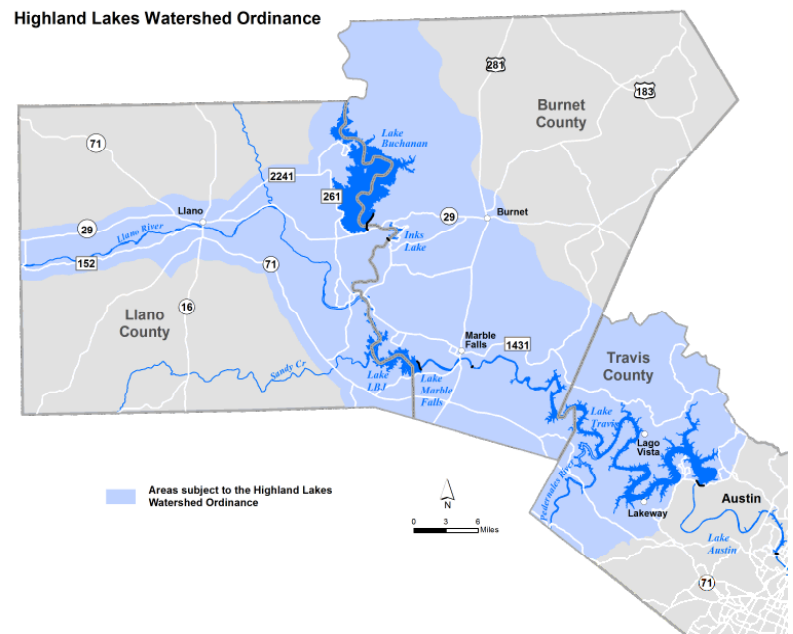 Highland Lakes Watershed Ordinance
281
183
Burnet
County
71
Lake
Buchanan
2241
261
Llano
29
Burnet
29
Llano River
Inks
Lake
152
71
16
Llano
County
Marble
Falls
1431
Sandy Cr
Lake
LBJ
Lake
Marble
Falls
Travis
County
Lake
Travis
Lago
Vista
Pedernales River
Lakeway
Austin
Lake
Austin
71
Areas subject to the Highland Lakes
Watershed Ordinance
N
0 3 6
Miles